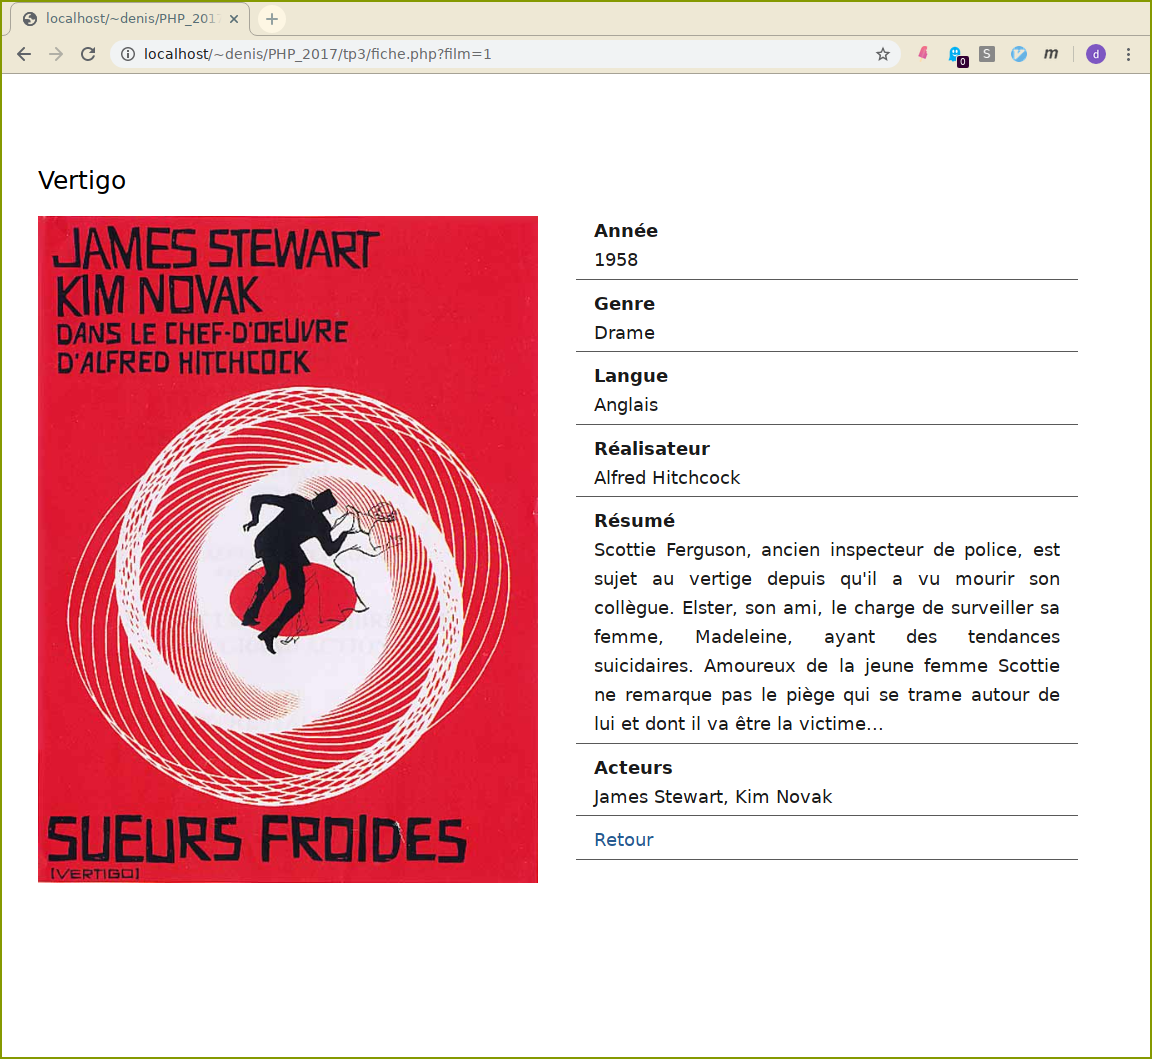 localhost/~denis/PHP_201
localhost/~denis/PHP_2017/tp3/fiche.php?film=1
0
S
m
d
Vertigo
JAMES STEWART
KIM NOVAK
DANS LE CHEF-D'OEUVRE
D'ALFRED HITCHCOCK
SUEURS FROIDES
[VERTIGO]
Année
1958
Genre
Drame
Langue
Anglais
Réalisateur
Alfred Hitchcock
Résumé
Scottie Ferguson, ancien inspecteur de police, est
sujet au vertige depuis qu'il a vu mourir son
collègue. Elster, son ami, le charge de surveiller sa
femme, Madeleine, ayant des tendances
suicidaires. Amoureux de la jeune femme Scottie
ne remarque pas le piège qui se trame autour de
lui et dont il va être la victime...
Acteurs
James Stewart, Kim Novak
Retour